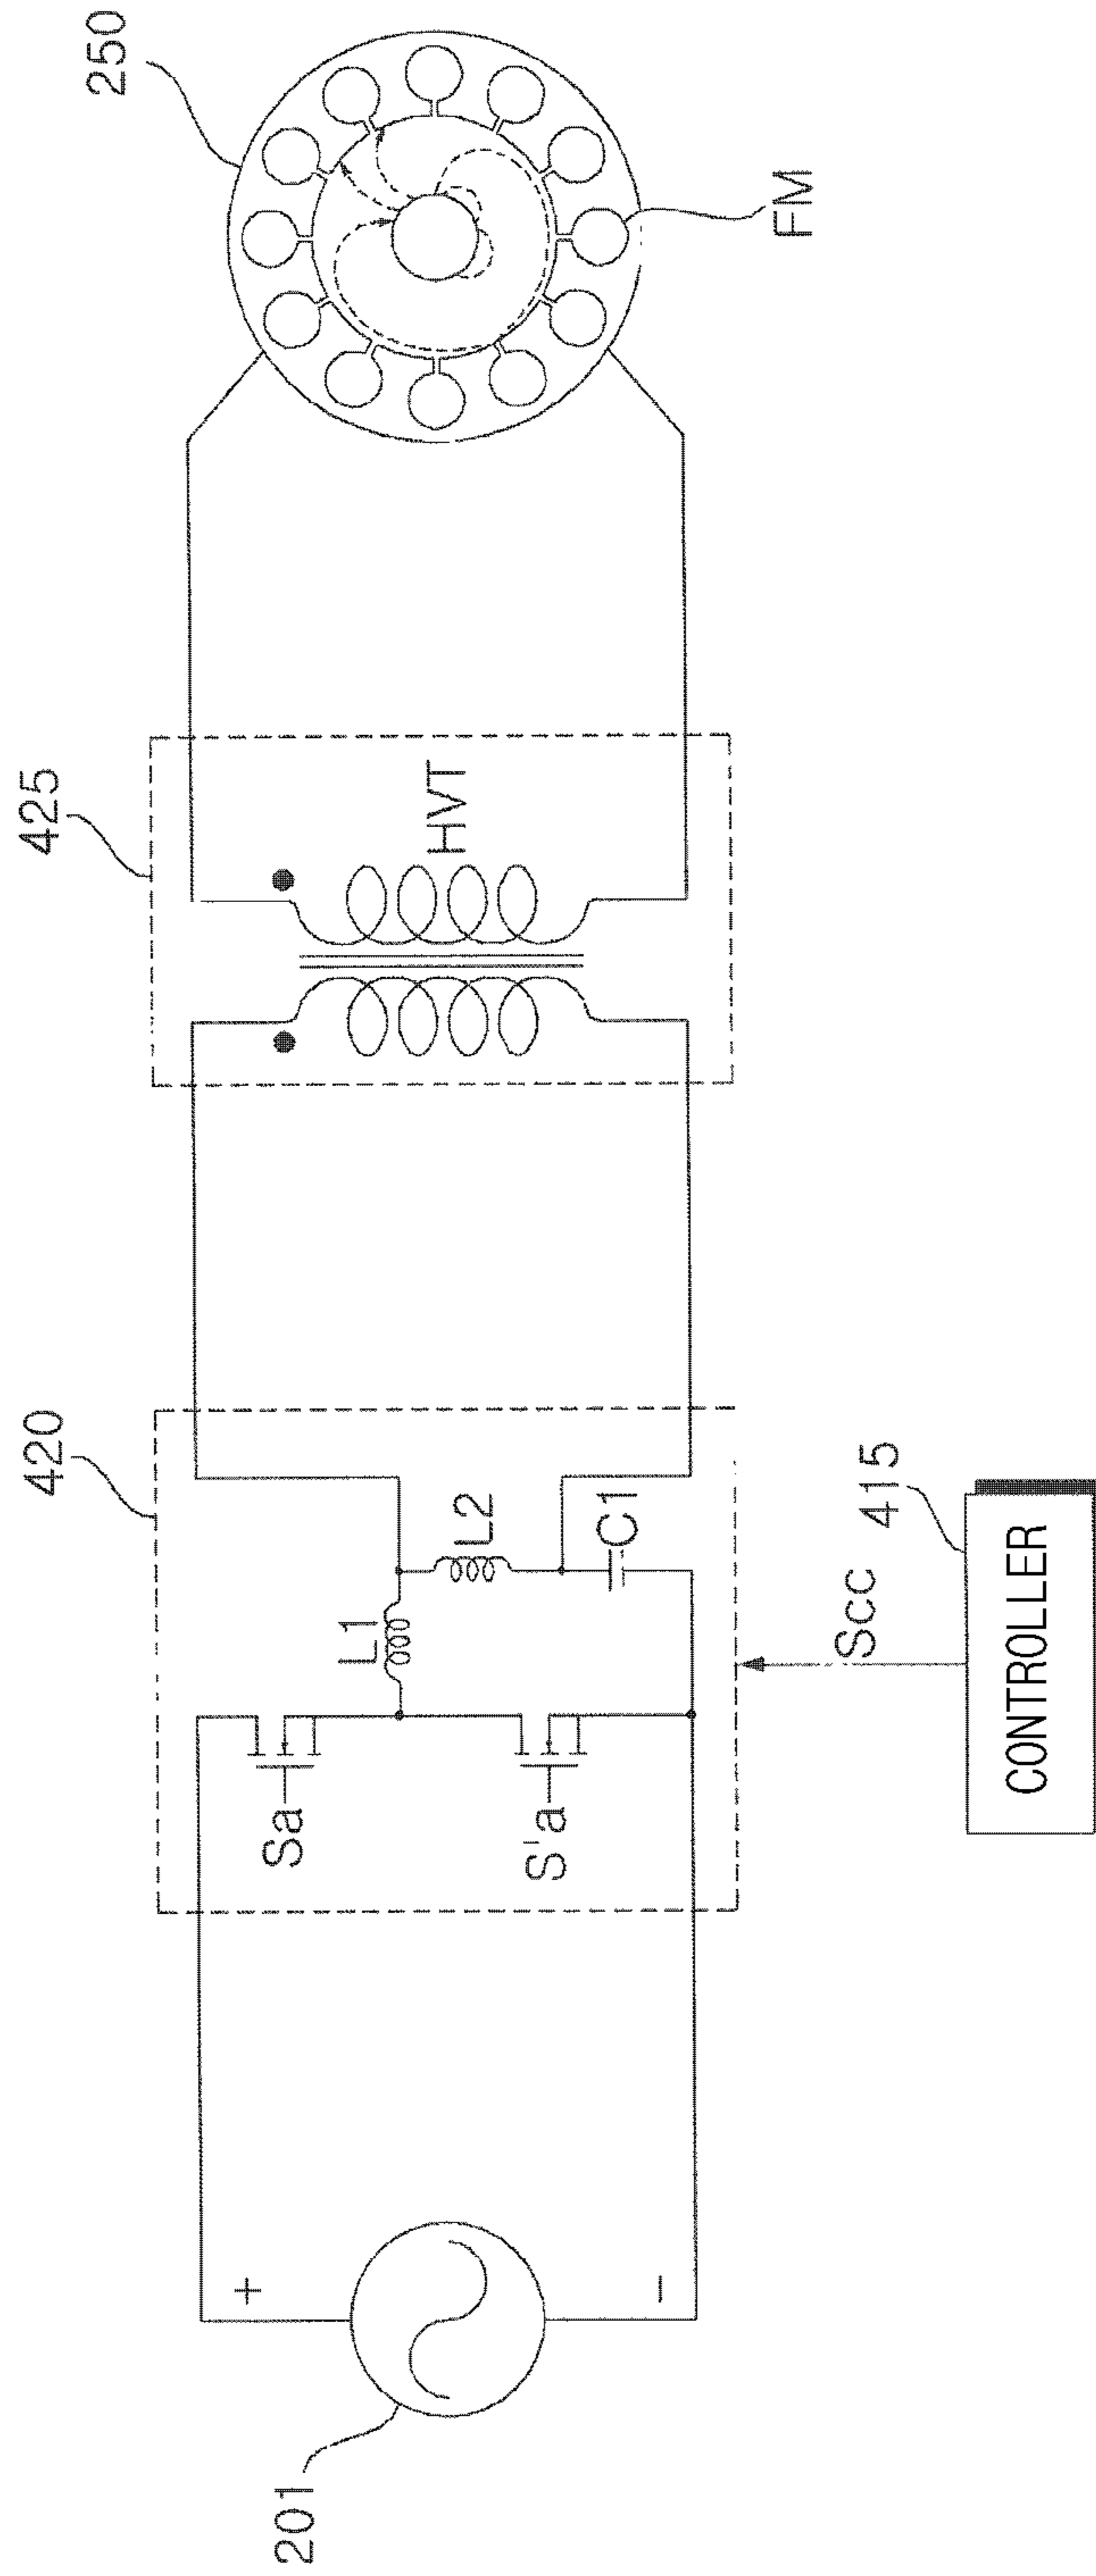 201
+
−
420
Sa
S'a
L1
L2
C1
Scc
415
CONTROLLER
425
HVT
250
FM